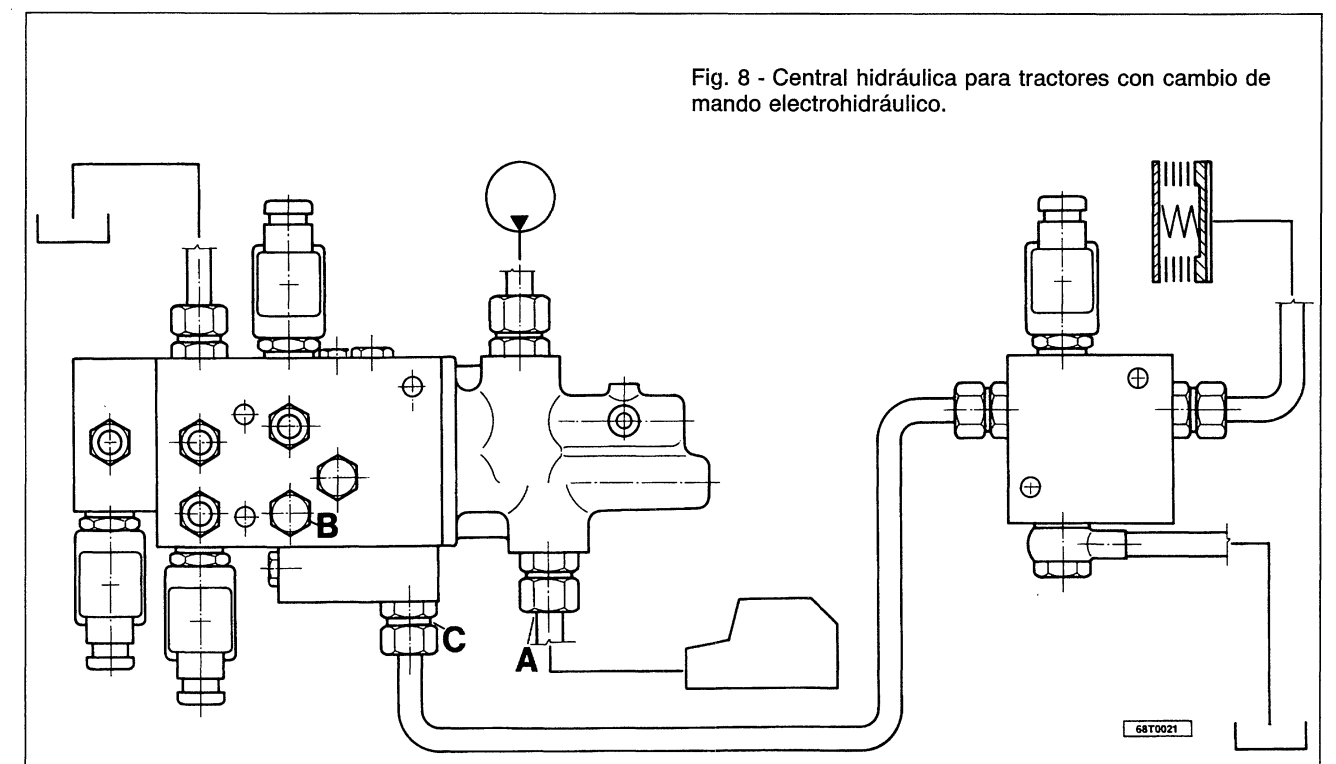 Fig. 8 - Central hidráulica para tractores con cambio de
mando electrohidráulico.
B
C
A
68T0021